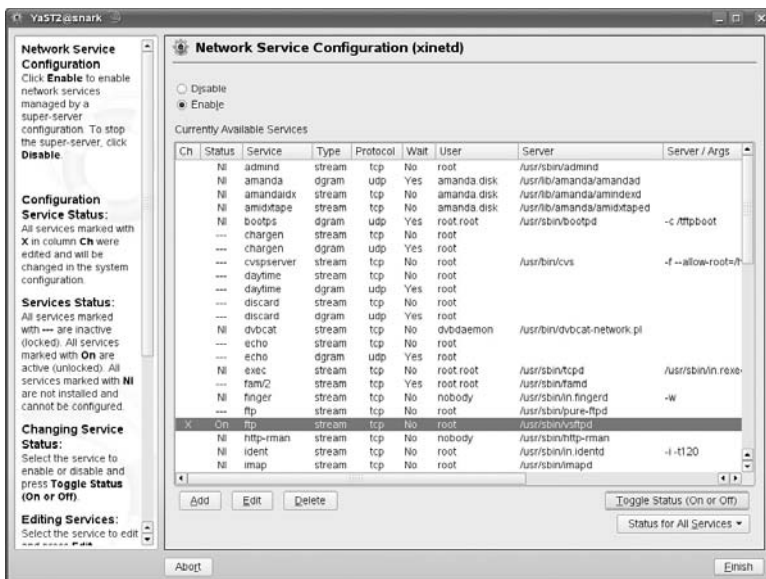 YaST2@snark
Network Service
Configuration
Click Enable to enable
network services
managed by a
super-server
configuration. To stop
the super-server, click
Disable.
Configuration
Service Status:
All services marked with
X in column Ch were
edited and will be
changed in the system
configuration.
Services Status:
All services marked
with --- are inactive
(locked). All services
marked with On are
active (unlocked). All
services marked with NI
are not installed and
cannot be configured.
Changing Service
Status:
Select the service to
enable or disable and
press Toggle Status
(On or Off).
Editing Services:
Select the service to edit
and press Edit.
Network Service Configuration (xinetd)
Disable
Enable
Currently Available Services
Ch Status Service Type Protocol Wait User Server Server / Args
NI admind stream tcp No root /usr/sbin/admind
NI amanda dgram udp Yes amanda.disk /usr/lib/amanda/amandad
NI amandaidx stream tcp No amanda.disk /usr/lib/amanda/amindexd
NI amidxtape stream tcp No amanda.disk /usr/lib/amanda/amidxtaped
NI bootps dgram udp Yes root.root /usr/sbin/bootpd -c /tftpboot
--- chargen stream tcp No root
--- chargen dgram udp Yes root
--- cvspserver stream tcp No root /usr/bin/cvs -f --allow-root=/h
--- daytime stream tcp No root
--- daytime dgram udp Yes root
--- discard stream tcp No root
--- discard dgram udp Yes root
NI dvbcat stream tcp No dvbdaemon /usr/bin/dvbcat-network.pl
--- echo stream tcp No root
--- echo dgram udp Yes root
NI exec stream tcp No root.root /usr/sbin/tcpd /usr/sbin/in.rexe
--- fam/2 stream tcp Yes root.root /usr/sbin/famd
NI finger stream tcp No nobody /usr/sbin/in.fingerd -w
--- ftp stream tcp No root /usr/sbin/pure-ftpd
X On ftp stream tcp No root /usr/sbin/vsftpd
NI http-rman stream tcp No nobody /usr/sbin/http-rman
NI ident stream tcp No root /usr/sbin/in.identd -i -t120
NI imap stream tcp No root /usr/sbin/imapd
Add Edit Delete Toggle Status (On or Off)
Status for All Services
Abort Finish